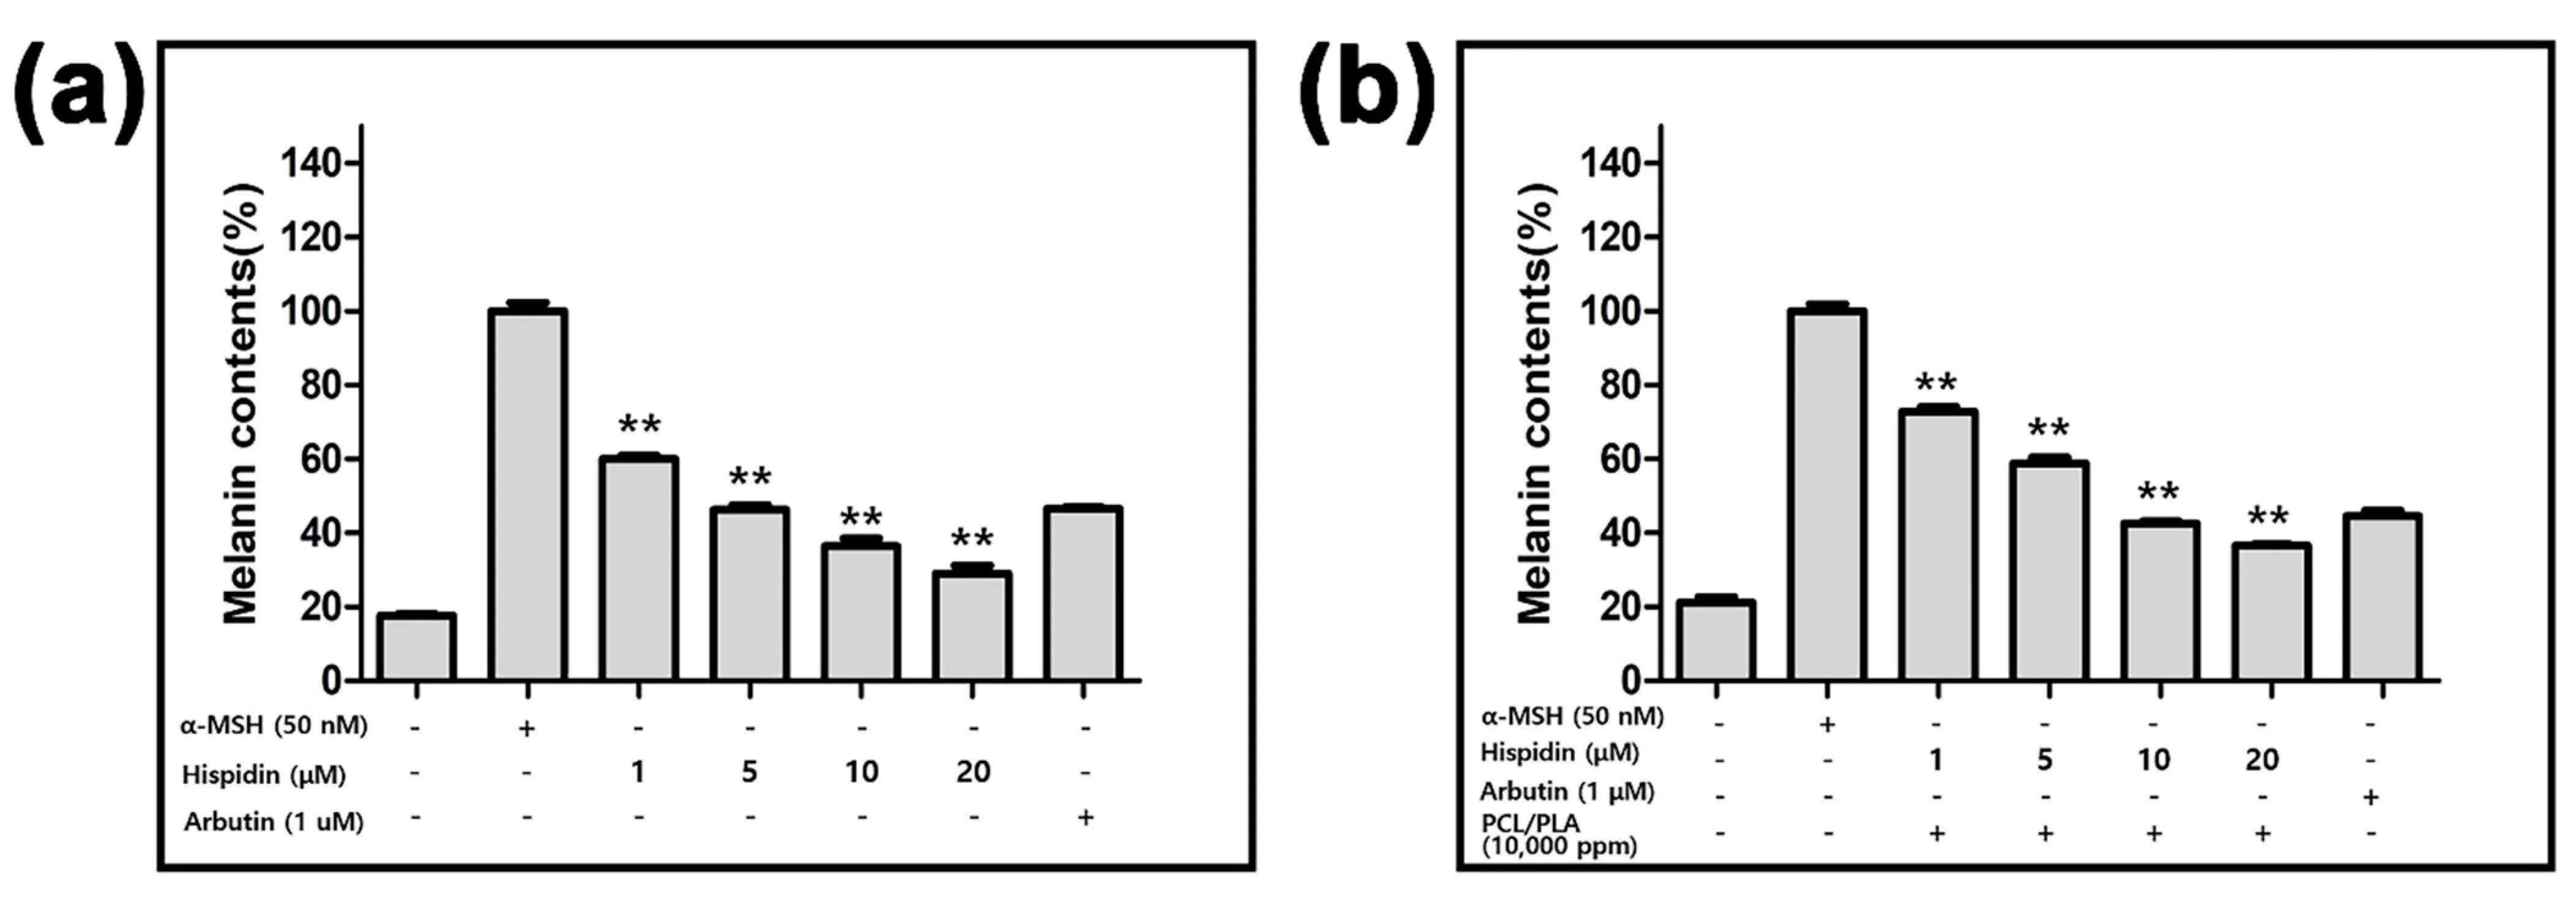 (a)
Melanin contents(%)
140
120
100
80
60
40
20
0
**
**
**
**
α-MSH (50 nM) - + - - - - -
Hispidin (μM) - - 1 5 10 20 -
Arbutin (1 uM) - - - - - - +
(b)
Melanin contents(%)
140
120
100
80
60
40
20
0
**
**
**
**
α-MSH (50 nM) - + - - - - -
Hispidin (μM) - - 1 5 10 20 -
Arbutin (1 μM) - - - - - - +
PCL/PLA
(10,000 ppm) - - + + + + -